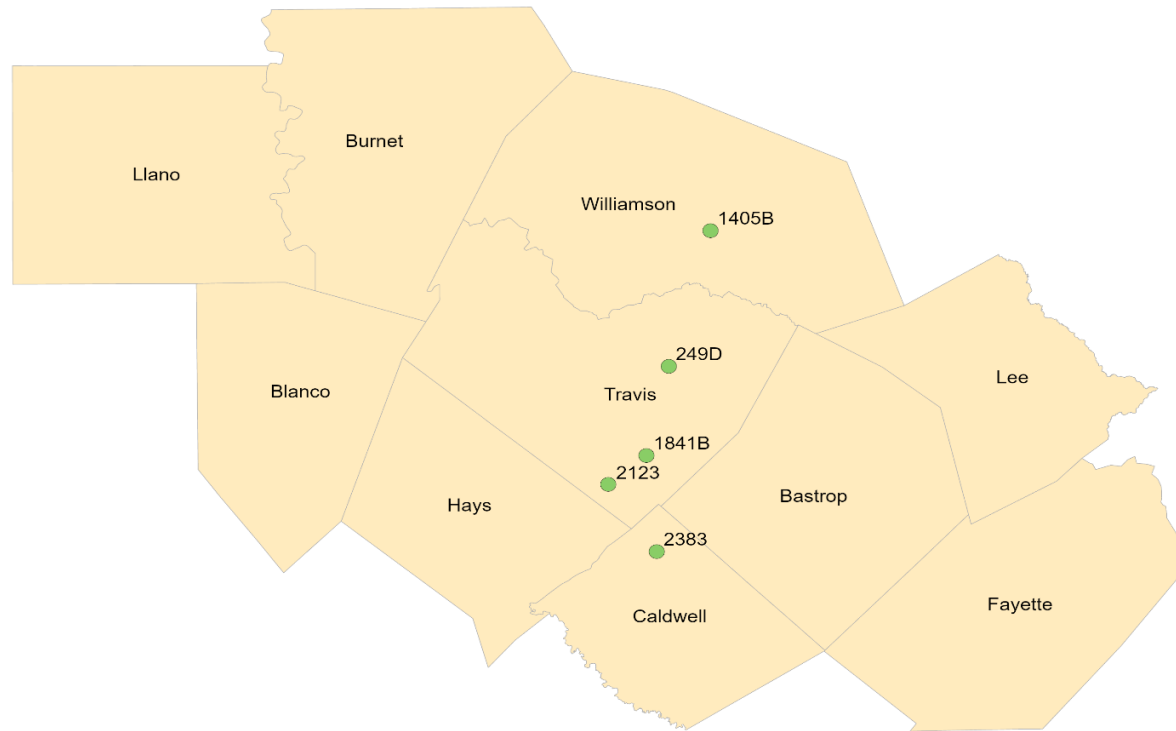 Burnet
Llano
Williamson
1405B
249D
Lee
Blanco
Travis
1841B
2123
Bastrop
Hays
2383
Fayette
Caldwell